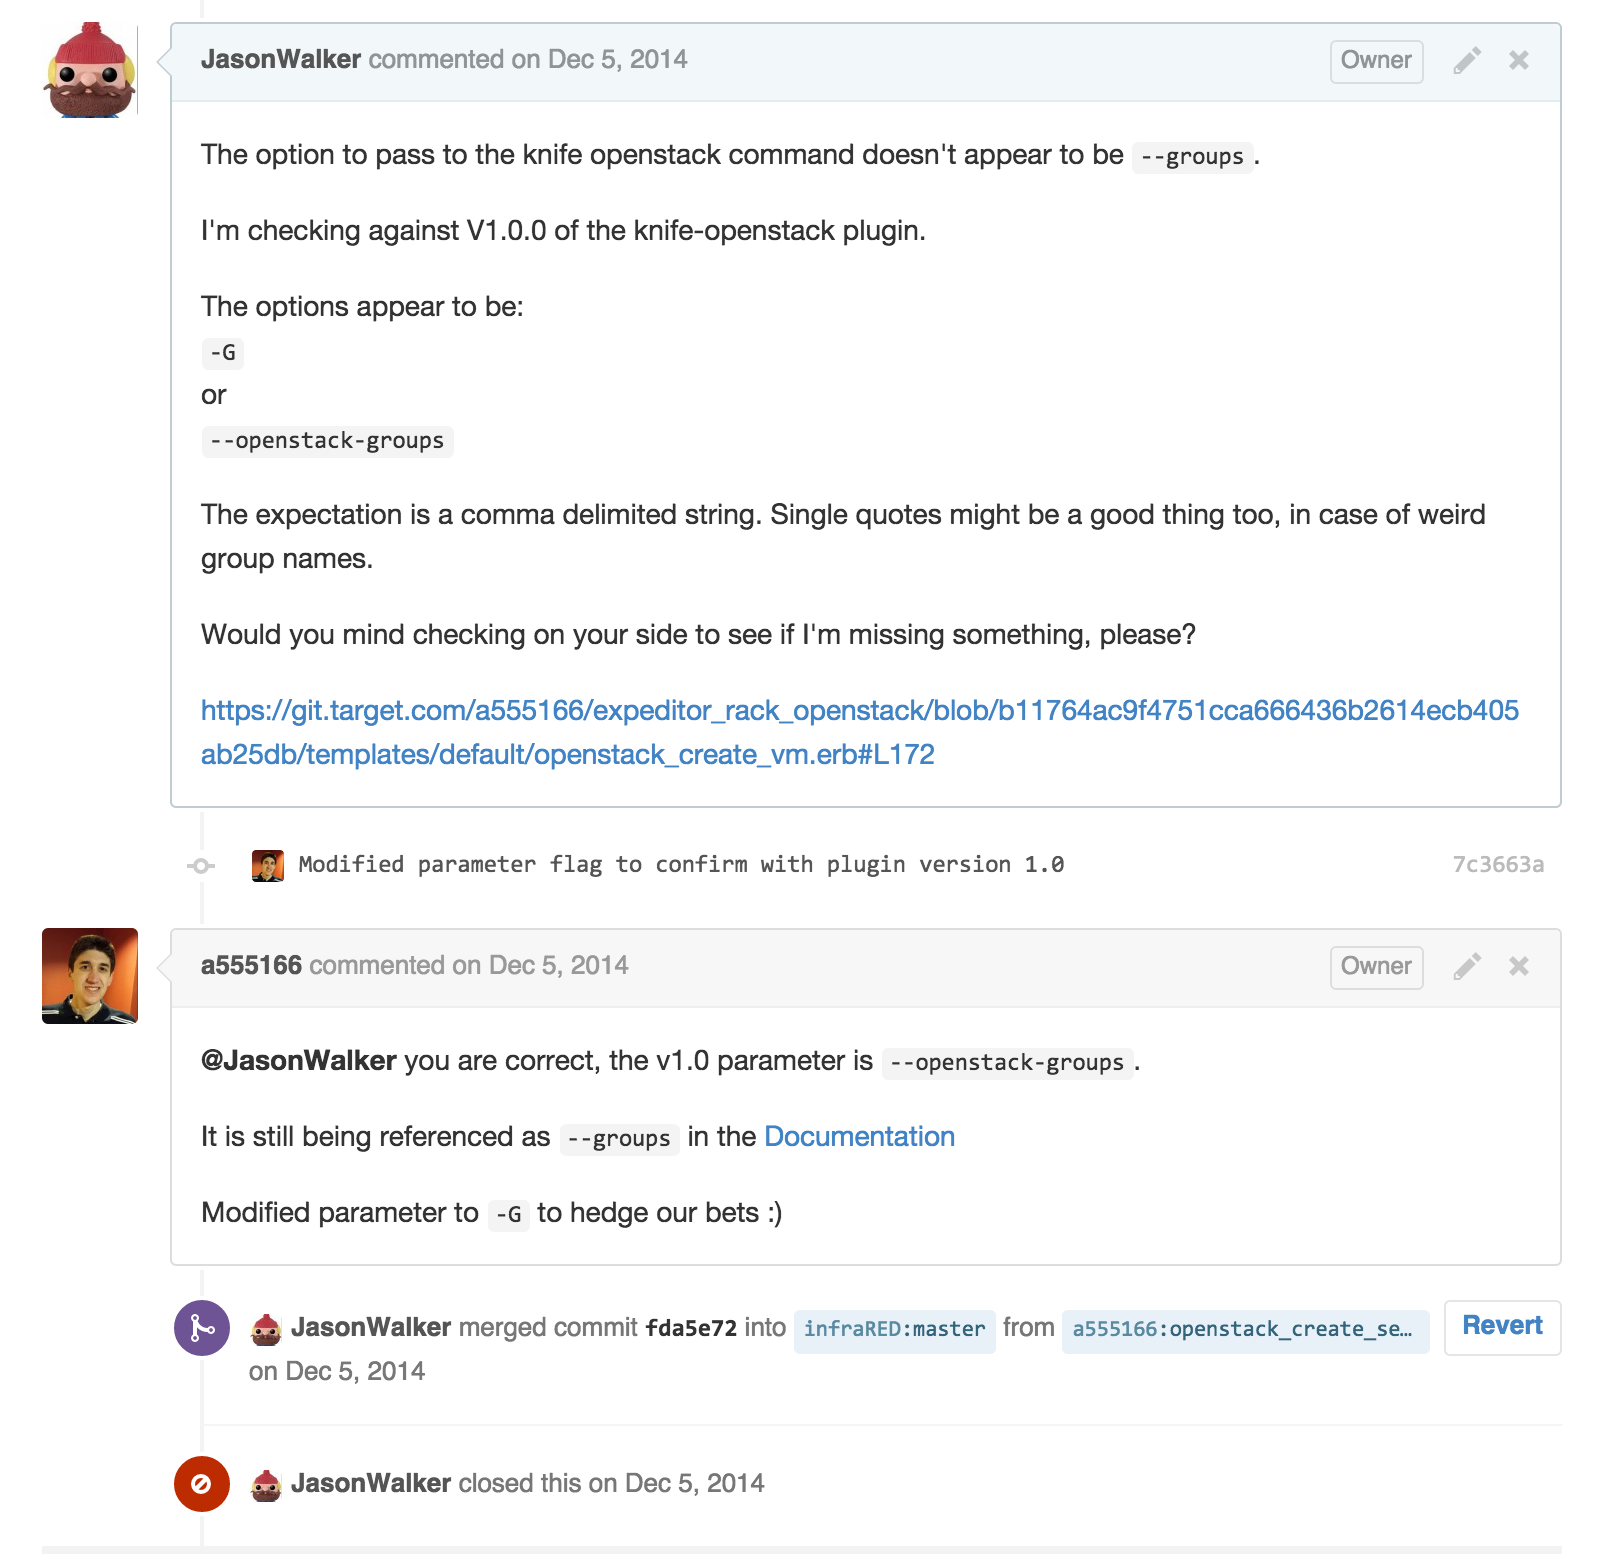 JasonWalker commented on Dec 5, 2014 Owner
The option to pass to the knife openstack command doesn't appear to be --groups.
I'm checking against V1.0.0 of the knife-openstack plugin.
The options appear to be:
-G
or
--openstack-groups
The expectation is a comma delimited string. Single quotes might be a good thing too, in case of weird
group names.
Would you mind checking on your side to see if I'm missing something, please?
https://git.target.com/a555166/expeditor_rack_openstack/blob/b11764ac9f4751cca666436b2614ecb405
ab25db/templates/default/openstack_create_vm.erb#L172
Modified parameter flag to confirm with plugin version 1.0 7c3663a
a555166 commented on Dec 5, 2014 Owner
@JasonWalker you are correct, the v1.0 parameter is --openstack-groups.
It is still being referenced as --groups in the Documentation
Modified parameter to -G to hedge our bets :)
JasonWalker merged commit fda5e72 into infraRED:master from a555166:openstack_create_se… Revert
on Dec 5, 2014
JasonWalker closed this on Dec 5, 2014